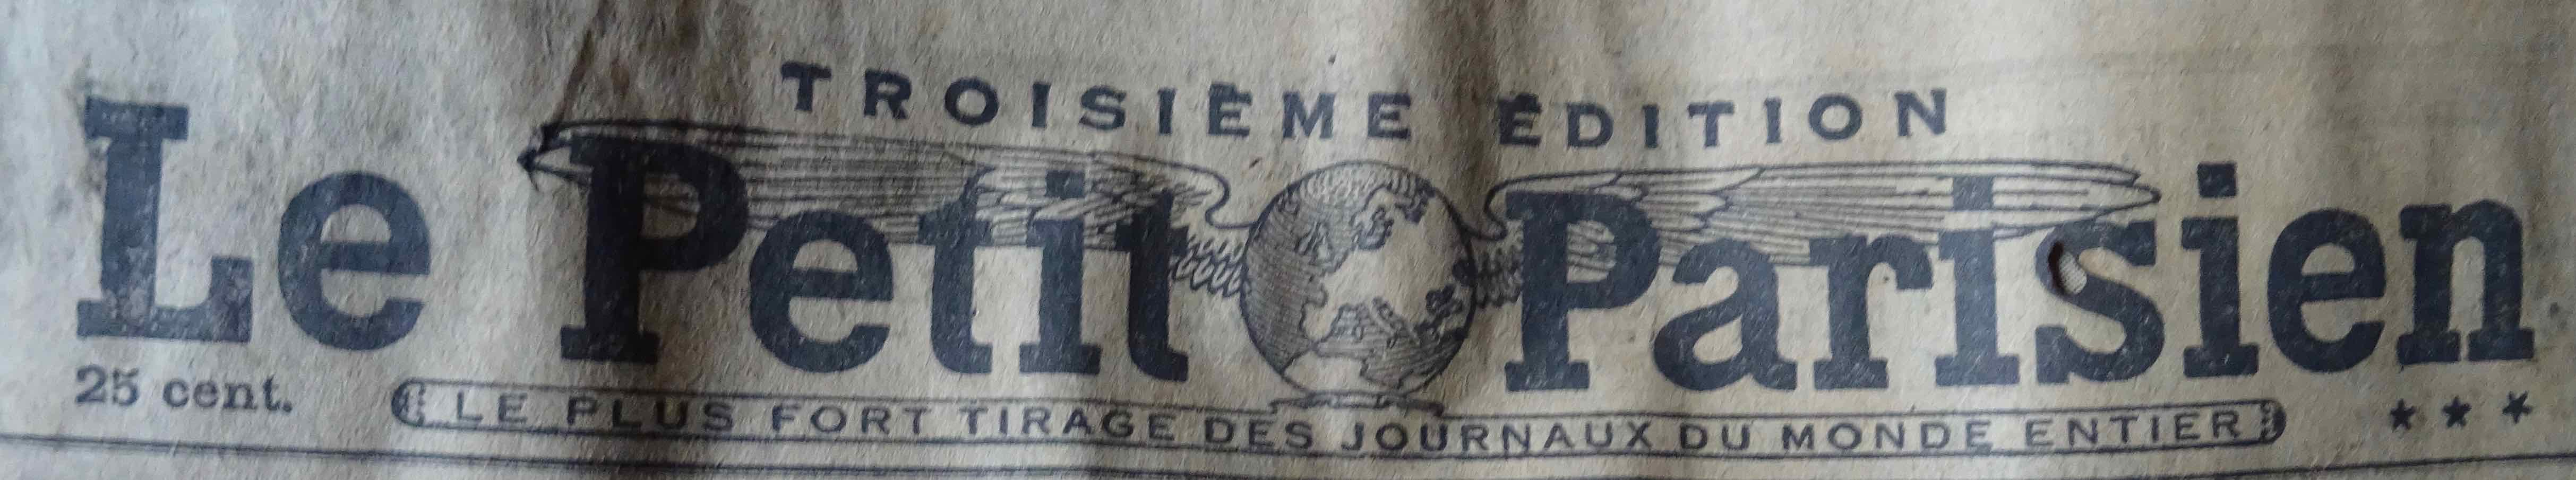 TROISIÈME ÉDITION
Le Petit Parisien
25 cent.
LE PLUS FORT TIRAGE DES JOURNAUX DU MONDE ENTIER
★ ★ ★